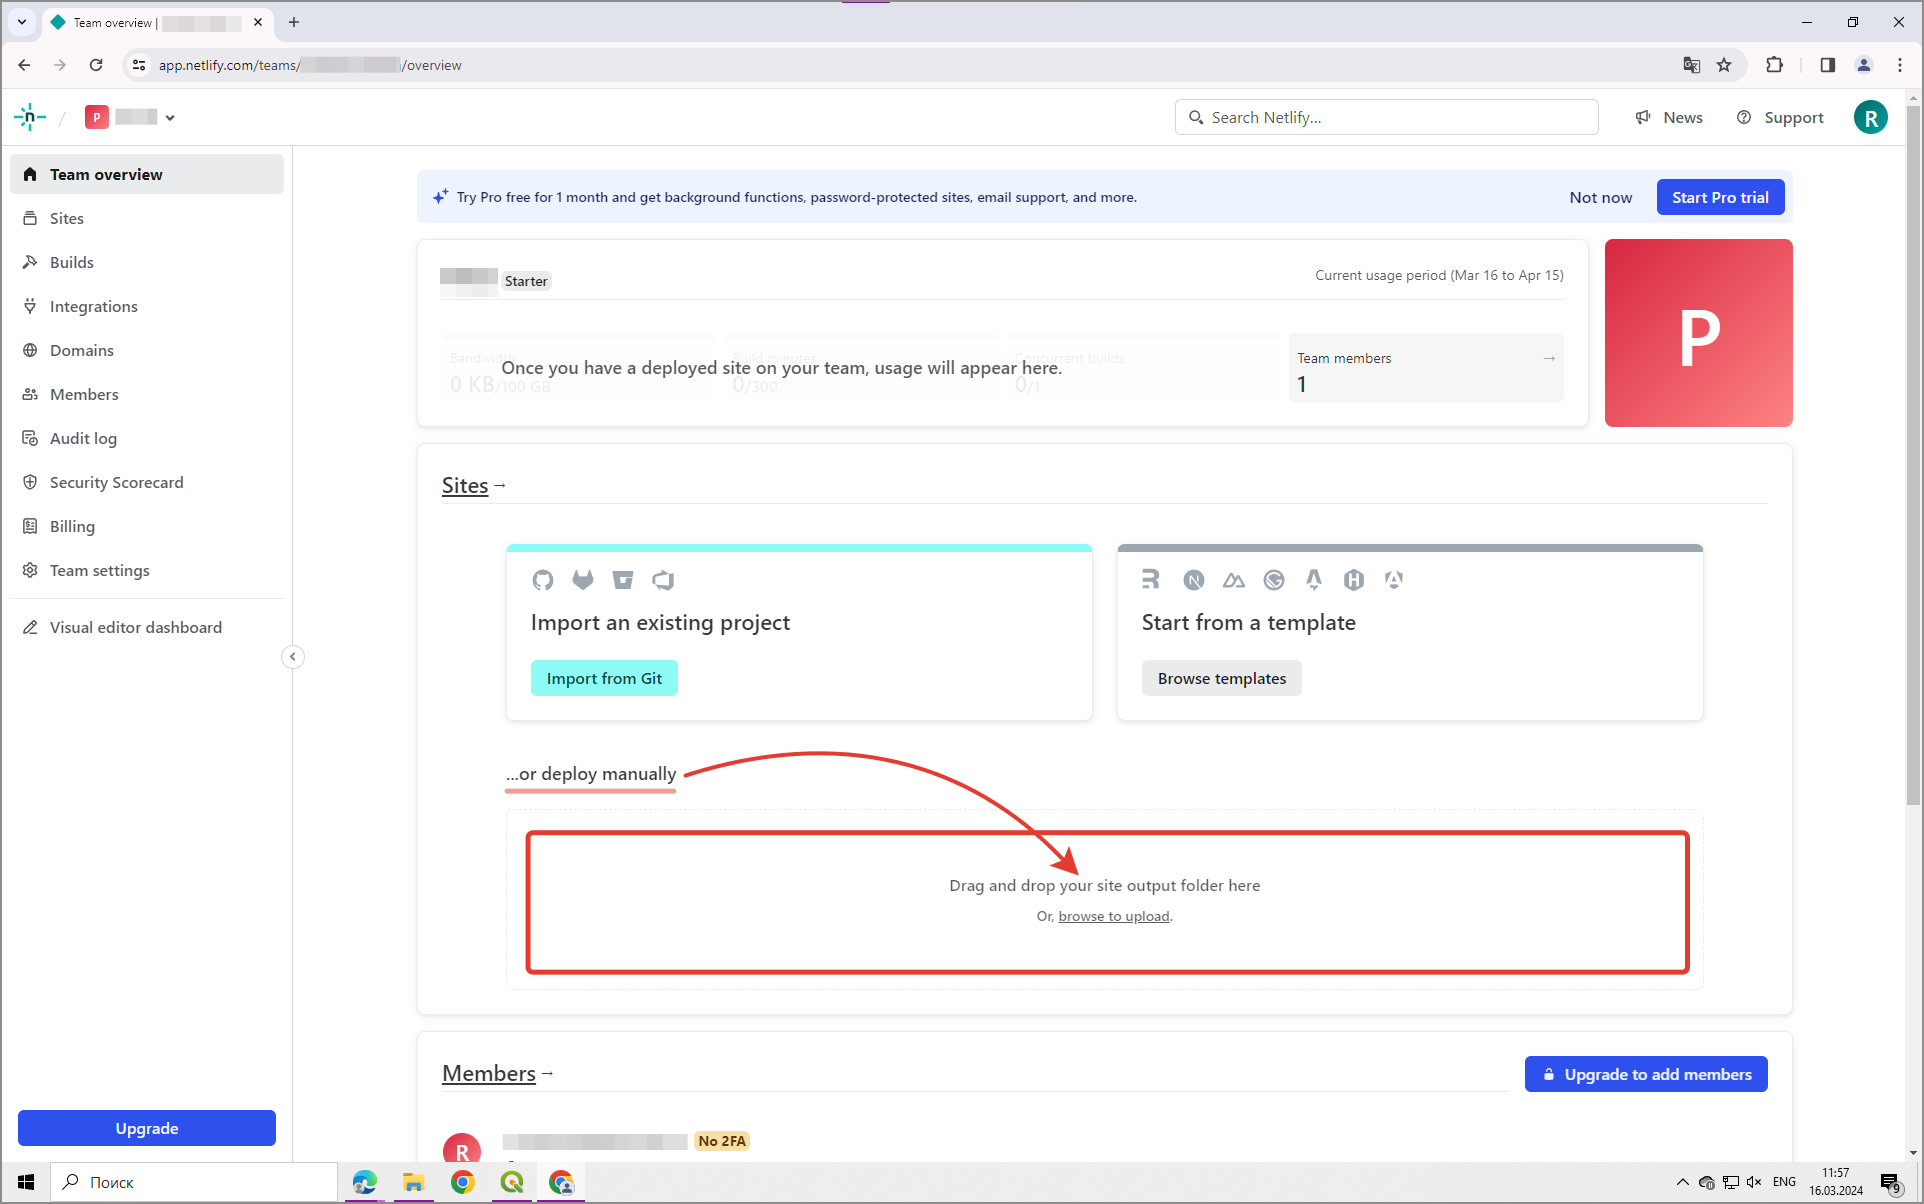 Team overview |
app.netlify.com/teams/
/overview
n
P
Search Netlify...
News
Support
R
Team overview
Sites
Builds
Integrations
Domains
Members
Audit log
Security Scorecard
Billing
Team settings
Visual editor dashboard
Upgrade
Try Pro free for 1 month and get background functions, password-protected sites, email support, and more.
Not now
Start Pro trial
Starter
Current usage period (Mar 16 to Apr 15)
P
Bandwidth
Build minutes
Concurrent builds
Once you have a deployed site on your team, usage will appear here.
0 KB/100 GB
0/300
0/1
Team members
→
1
Sites →
Import an existing project
Import from Git
Start from a template
Browse templates
...or deploy manually
Drag and drop your site output folder here
Or, browse to upload.
Members →
Upgrade to add members
R
No 2FA
Поиск
ENG
11:57
16.03.2024
9